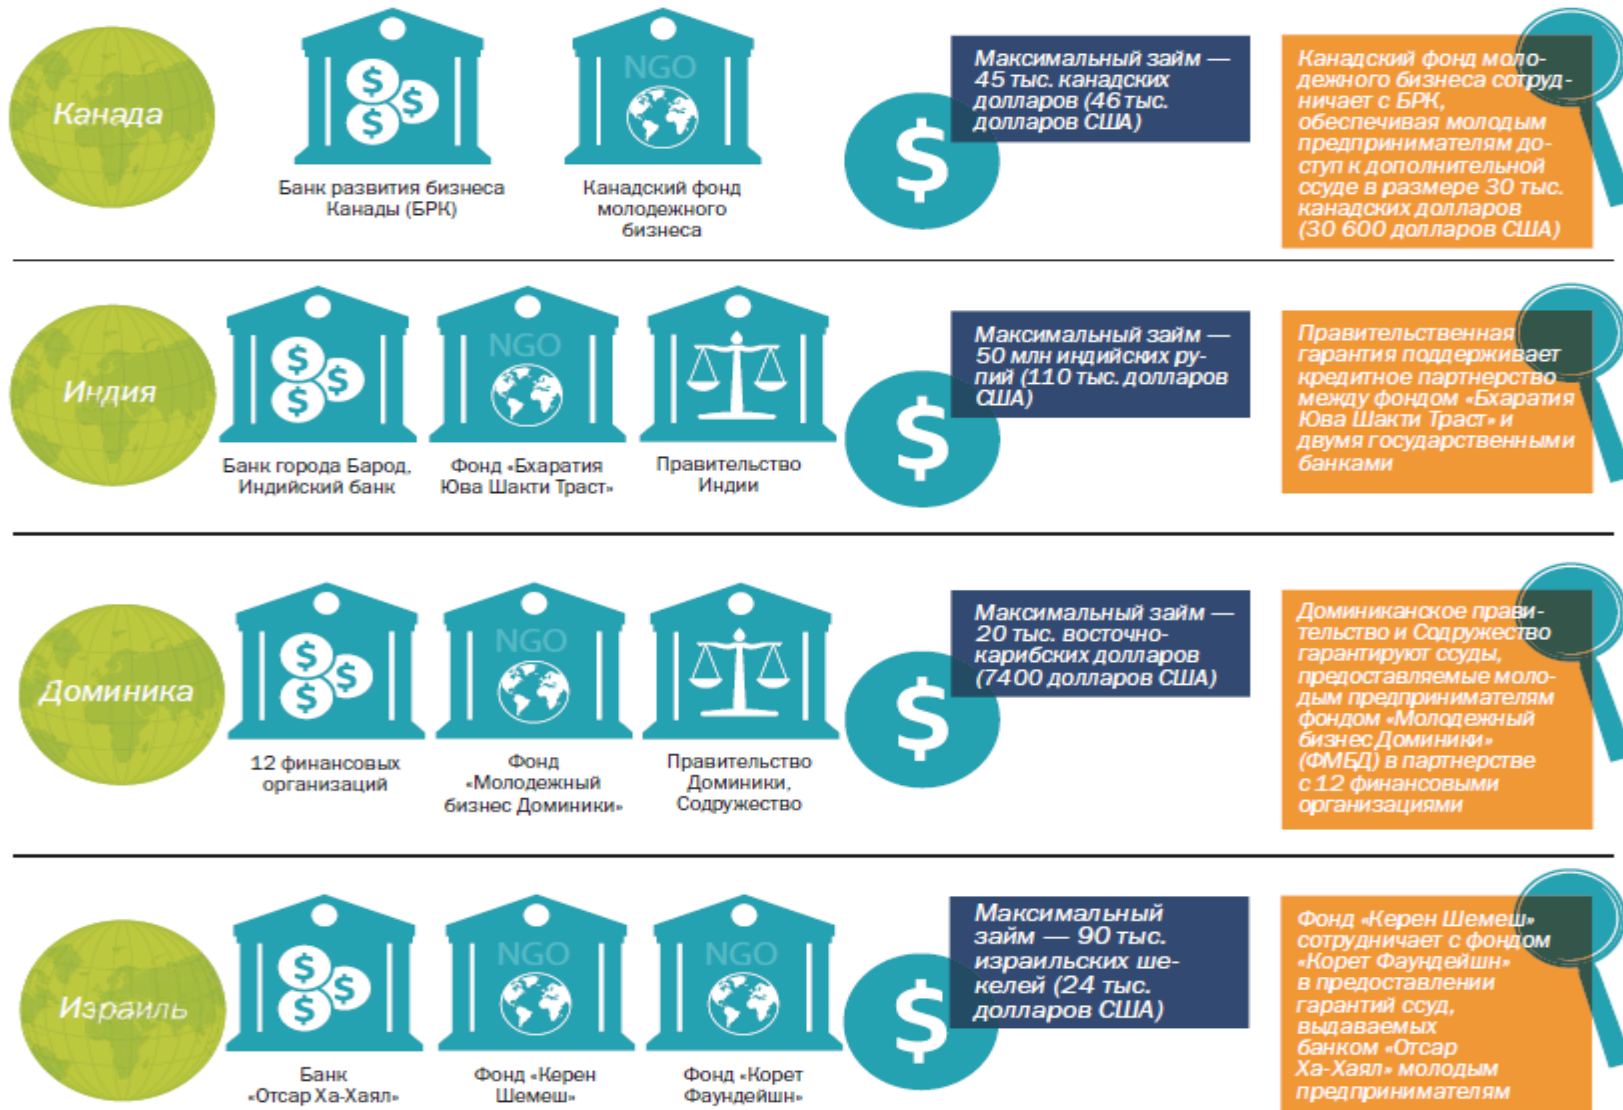 Канада
NGO
Банк развития бизнеса
Канады (БРК)
Канадский фонд
молодежного
бизнеса
$
Максимальный займ —
45 тыс. канадских
долларов (46 тыс.
долларов США)
Канадский фонд моло-
дежного бизнеса сотруд-
ничает с БРК,
обеспечивая молодым
предпринимателям до-
ступ к дополнительной
ссуде в размере 30 тыс.
канадских долларов
(30 600 долларов США)
Индия
NGO
Банк города Барод,
Индийский банк
Фонд «Бхаратия
Юва Шакти Траст»
Правительство
Индии
$
Максимальный займ —
50 млн индийских ру-
пий (110 тыс. долларов
США)
Правительственная
гарантия поддерживает
кредитное партнерство
между фондом «Бхаратия
Юва Шакти Траст» и
двумя государственными
банками
Доминика
NGO
12 финансовых
организаций
Фонд
«Молодежный
бизнес Доминики»
Правительство
Доминики,
Содружество
$
Максимальный займ —
20 тыс. восточно-
карибских долларов
(7400 долларов США)
Доминиканское прави-
тельство и Содружество
гарантируют ссуды,
предоставляемые моло-
дым предпринимателям
фондом «Молодежный
бизнес Доминики»
(ФМБД) в партнерстве
с 12 финансовыми
организациями
Израиль
NGO
NGO
Банк
«Отсар Ха-Хаял»
Фонд «Керен
Шемеш»
Фонд «Корет
Фаундейшн»
$
Максимальный
займ — 90 тыс.
израильских ше-
келей (24 тыс.
долларов США)
Фонд «Керен Шемеш»
сотрудничает с фондом
«Корет Фаундейшн»
в предоставлении
гарантий ссуд,
выдаваемых
банком «Отсар
Ха-Хаял» молодым
предпринимателям